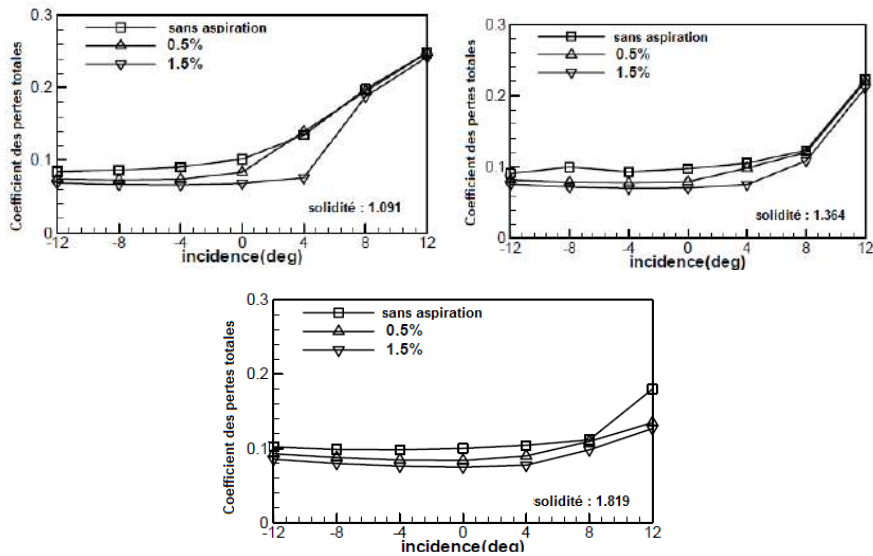 0.3
sans aspiration
0.5%
1.5%
0.2
0.1
0
Coefficient des pertes totales
solidité : 1.091
-12 -8 -4 0 4 8 12
incidence(deg)
0.3
sans aspiration
0.5%
1.5%
0.2
0.1
0
Coefficient des pertes totales
solidité : 1.364
-12 -8 -4 0 4 8 12
incidence(deg)
0.3
sans aspiration
0.5%
1.5%
0.2
0.1
0
Coefficient des pertes totales
solidité : 1.819
-12 -8 -4 0 4 8 12
incidence(deg)